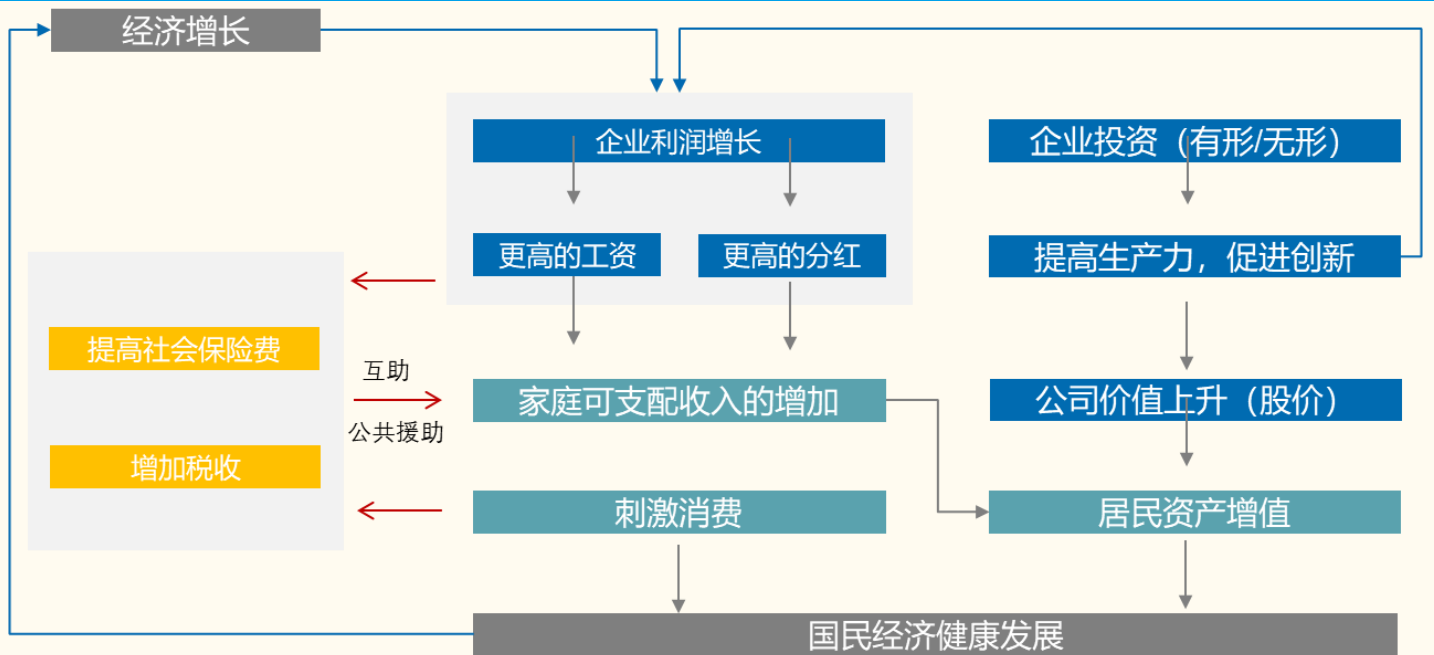 经济增长
企业利润增长
企业投资（有形/无形）
更高的工资
更高的分红
提高生产力，促进创新
提高社会保险费
互助
家庭可支配收入的增加
公司价值上升（股价）
公共援助
增加税收
刺激消费
居民资产增值
国民经济健康发展